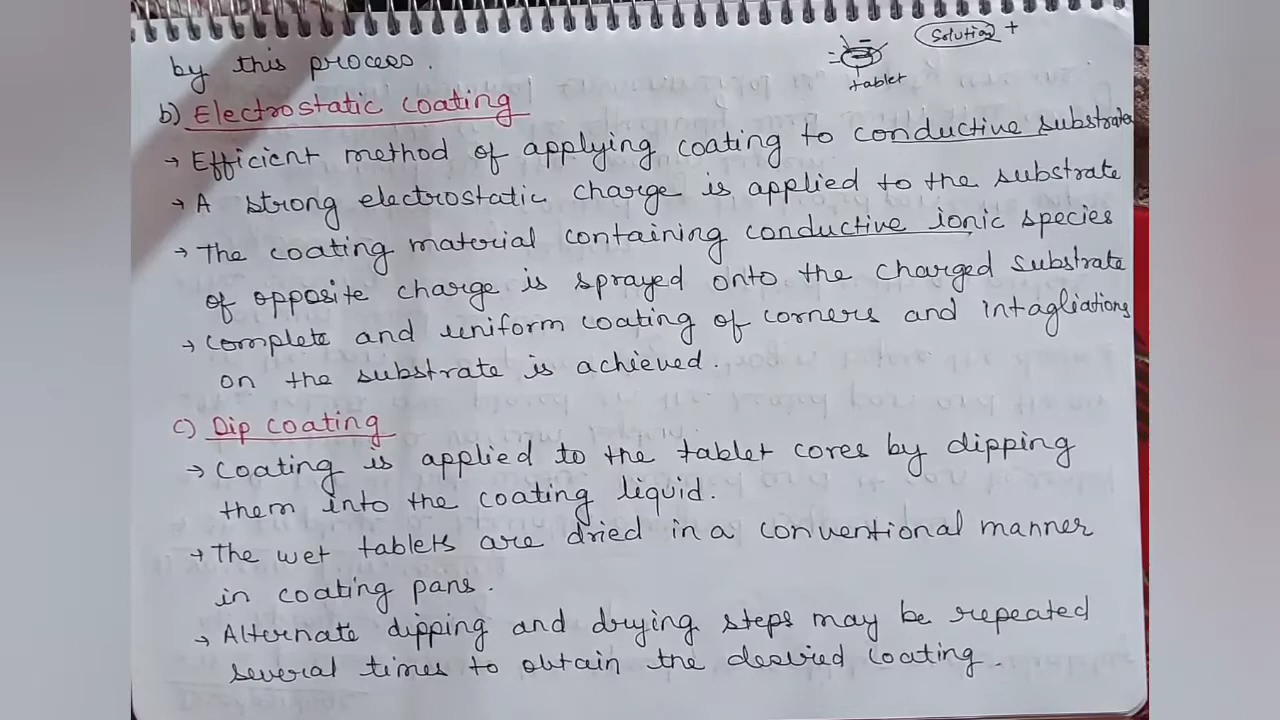 by this process.
Solution +
tablet
b) Electrostatic coating
→ Efficient method of applying coating to conductive substrates
→ A strong electrostatic charge is applied to the substrate
→ The coating material containing conductive ionic species
of opposite charge is sprayed onto the charged substrate
→ complete and uniform coating of corners and intagliations
on the substrate is achieved.
c) Dip coating
→ coating is applied to the tablet cores by dipping
them into the coating liquid.
→ The wet tablets are dried in a conventional manner
in coating pans.
→ Alternate dipping and drying steps may be repeated
several times to obtain the desvied coating.